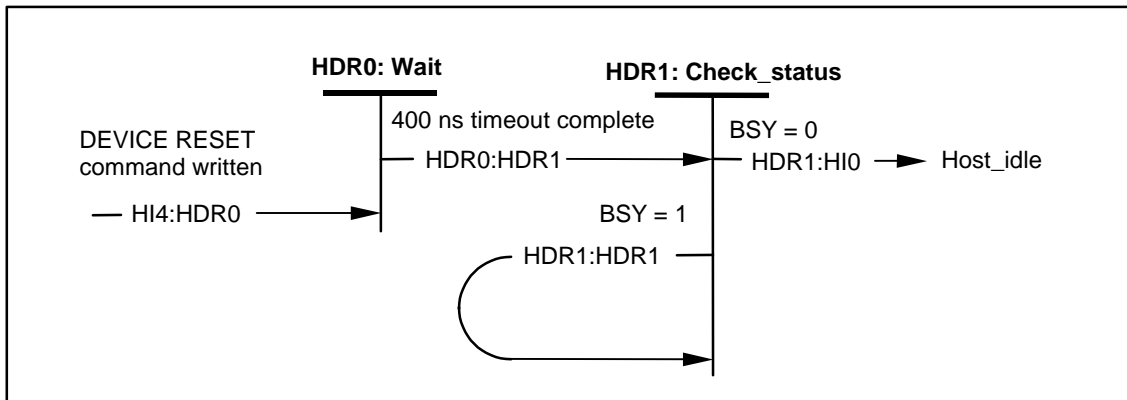 HDR0: Wait
HDR1: Check_status
DEVICE RESET
command written
400 ns timeout complete
BSY = 0
HDR0:HDR1
HDR1:HI0
Host_idle
HI4:HDR0
BSY = 1
HDR1:HDR1